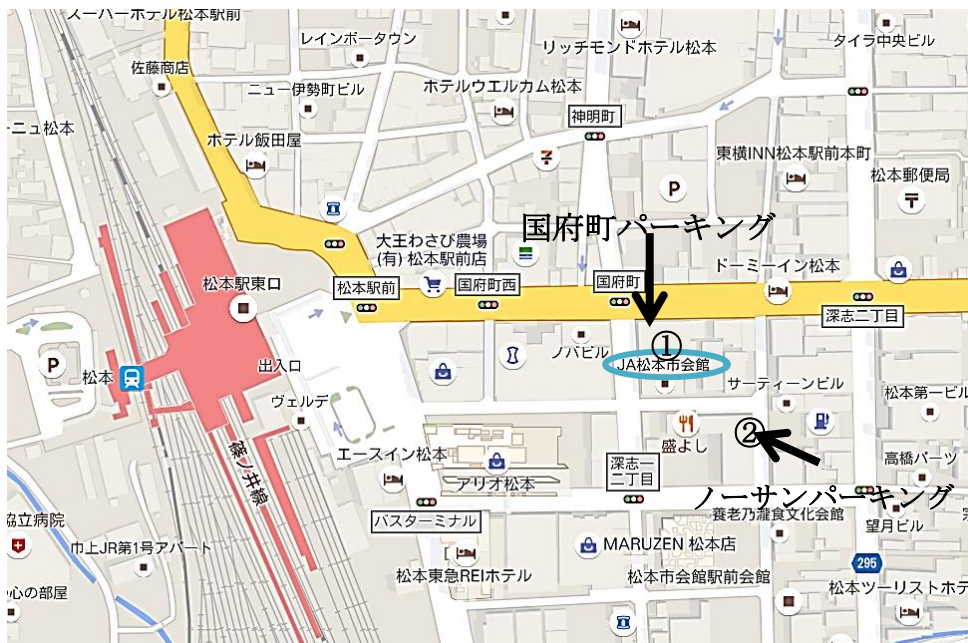 スーパーホテル松本駅前
レインボータウン
リッチモンドホテル松本
タイラ中央ビル
佐藤商店
ニュー伊勢町ビル
ホテルウエルカム松本
ーニュ松本
神明町
ホテル飯田屋
東横INN松本駅前本町
松本郵便局
P
国府町パーキング
大王わさび農場
(有) 松本駅前店
ドーミーイン松本
松本駅東口
松本駅前
国府町西
国府町
深志二丁目
①
ノバビル
JA松本市会館
P
松本
出入口
サーティーンビル
松本第一ビル
ヴェルデ
盛よし
②
篠ノ井線
エースイン松本
アリオ松本
深志一
二丁目
高橋パーツ
ノーサンパーキング
バスターミナル
養老乃瀧食文化会館
望月ビル
協立病院
巾上JR第1号アパート
MARUZEN 松本店
295
心の部屋
松本東急REIホテル
松本市会館駅前会館
松本ツーリストホテ